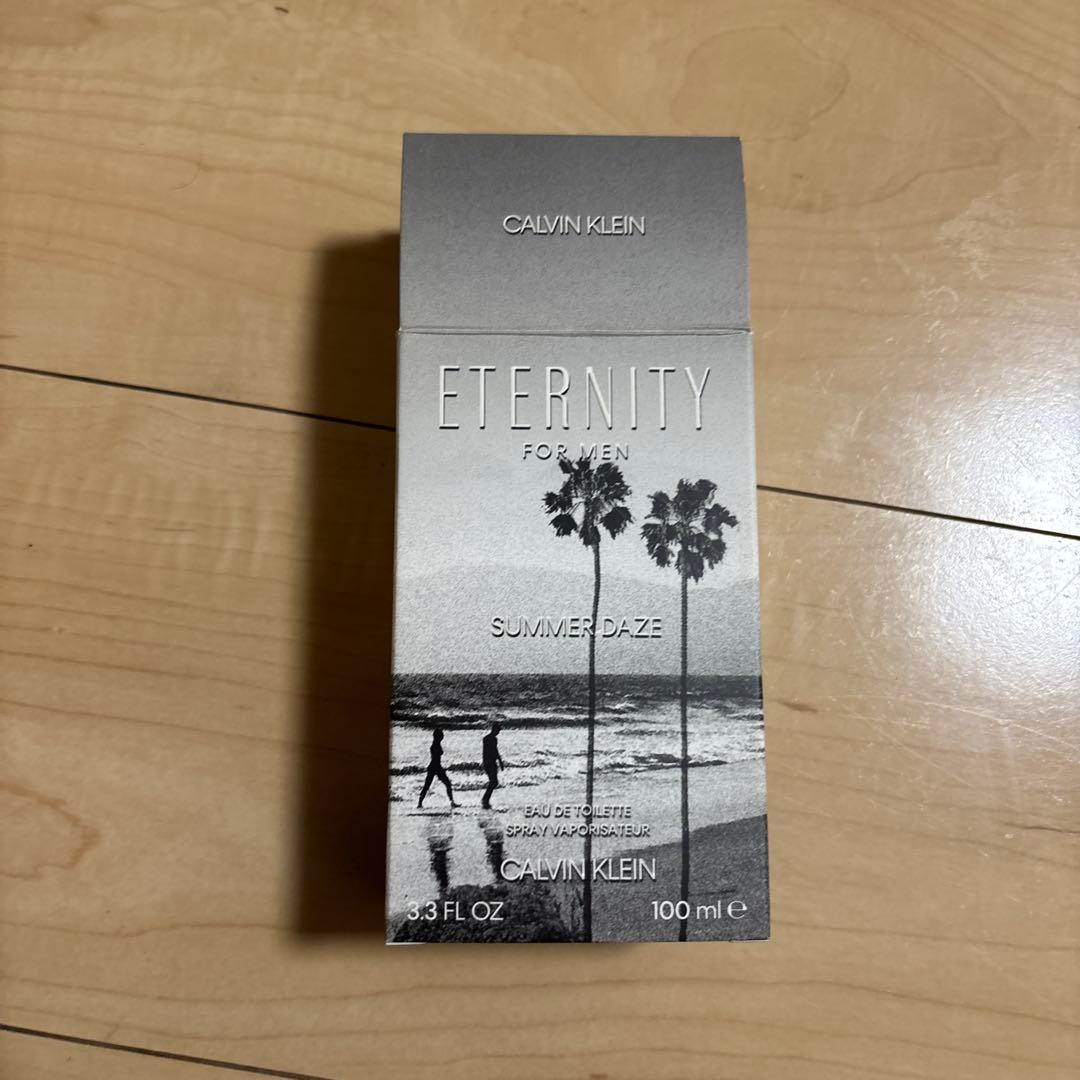 CALVIN KLEIN
ETERNITY
FOR MEN
SUMMER DAZE
EAU DE TOILETTE
SPRAY VAPORISATEUR
CALVIN KLEIN
3.3 FL OZ 100 ml ℮